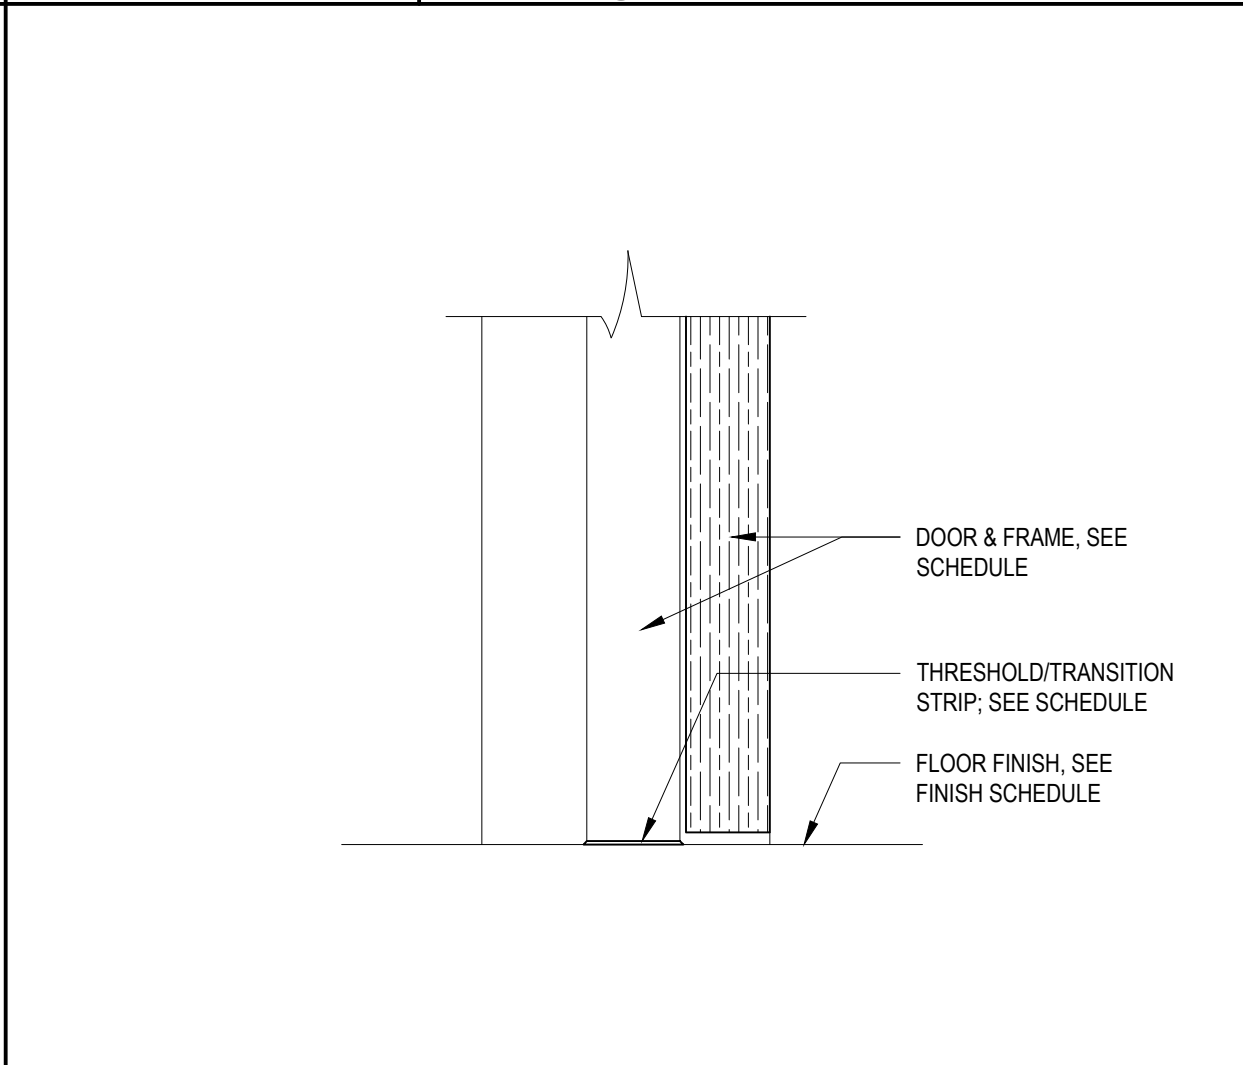 DOOR & FRAME, SEE
SCHEDULE
THRESHOLD/TRANSITION
STRIP; SEE SCHEDULE
FLOOR FINISH, SEE
FINISH SCHEDULE